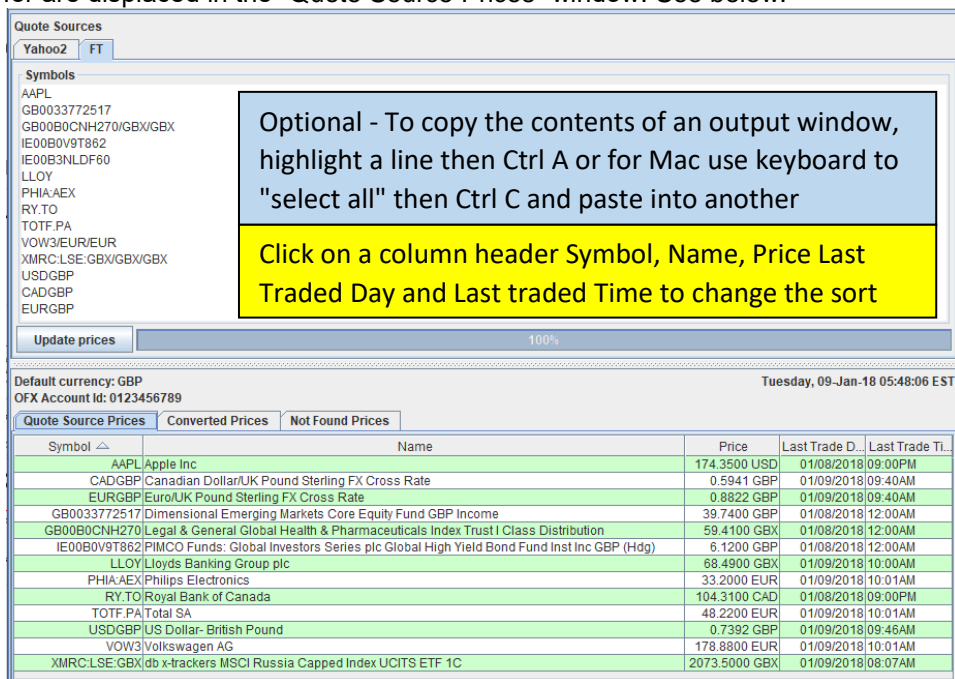 Quote Sources
Yahoo2 FT
Symbols
AAPL
GB0033772517
GB00B0CNH270/GBX/GBX
IE00B0V9T862
IE00B3NLDF60
LLOY
PHIA:AEX
RY.TO
TOTF.PA
VOW3/EUR/EUR
XMRC:LSE:GBX/GBX/GBX
USDGBP
CADGBP
EURGBP
Optional - To copy the contents of an output window,
highlight a line then Ctrl A or for Mac use keyboard to
"select all" then Ctrl C and paste into another
Click on a column header Symbol, Name, Price Last
Traded Day and Last traded Time to change the sort
Update prices 100%
Default currency: GBP Tuesday, 09-Jan-18 05:48:06 EST
OFX Account Id: 0123456789
Quote Source Prices Converted Prices Not Found Prices
Symbol Name Price Last Trade D... Last Trade Ti...
AAPL Apple Inc 174.3500 USD 01/08/2018 09:00PM
CADGBP Canadian Dollar/UK Pound Sterling FX Cross Rate 0.5941 GBP 01/09/2018 09:40AM
EURGBP Euro/UK Pound Sterling FX Cross Rate 0.8822 GBP 01/09/2018 09:40AM
GB0033772517 Dimensional Emerging Markets Core Equity Fund GBP Income 39.7400 GBP 01/08/2018 12:00AM
GB00B0CNH270 Legal & General Global Health & Pharmaceuticals Index Trust I Class Distribution 59.4100 GBX 01/08/2018 12:00AM
IE00B0V9T862 PIMCO Funds: Global Investors Series plc Global High Yield Bond Fund Inst Inc GBP (Hdg) 6.1200 GBP 01/08/2018 12:00AM
LLOY Lloyds Banking Group plc 68.4900 GBX 01/09/2018 10:00AM
PHIA:AEX Philips Electronics 33.2000 EUR 01/09/2018 10:01AM
RY.TO Royal Bank of Canada 104.3100 CAD 01/08/2018 09:00PM
TOTF.PA Total SA 48.2200 EUR 01/09/2018 10:01AM
USDGBP US Dollar- British Pound 0.7392 GBP 01/09/2018 09:46AM
VOW3 Volkswagen AG 178.8800 EUR 01/09/2018 10:01AM
XMRC:LSE:GBX db x-trackers MSCI Russia Capped Index UCITS ETF 1C 2073.5000 GBX 01/09/2018 08:07AM